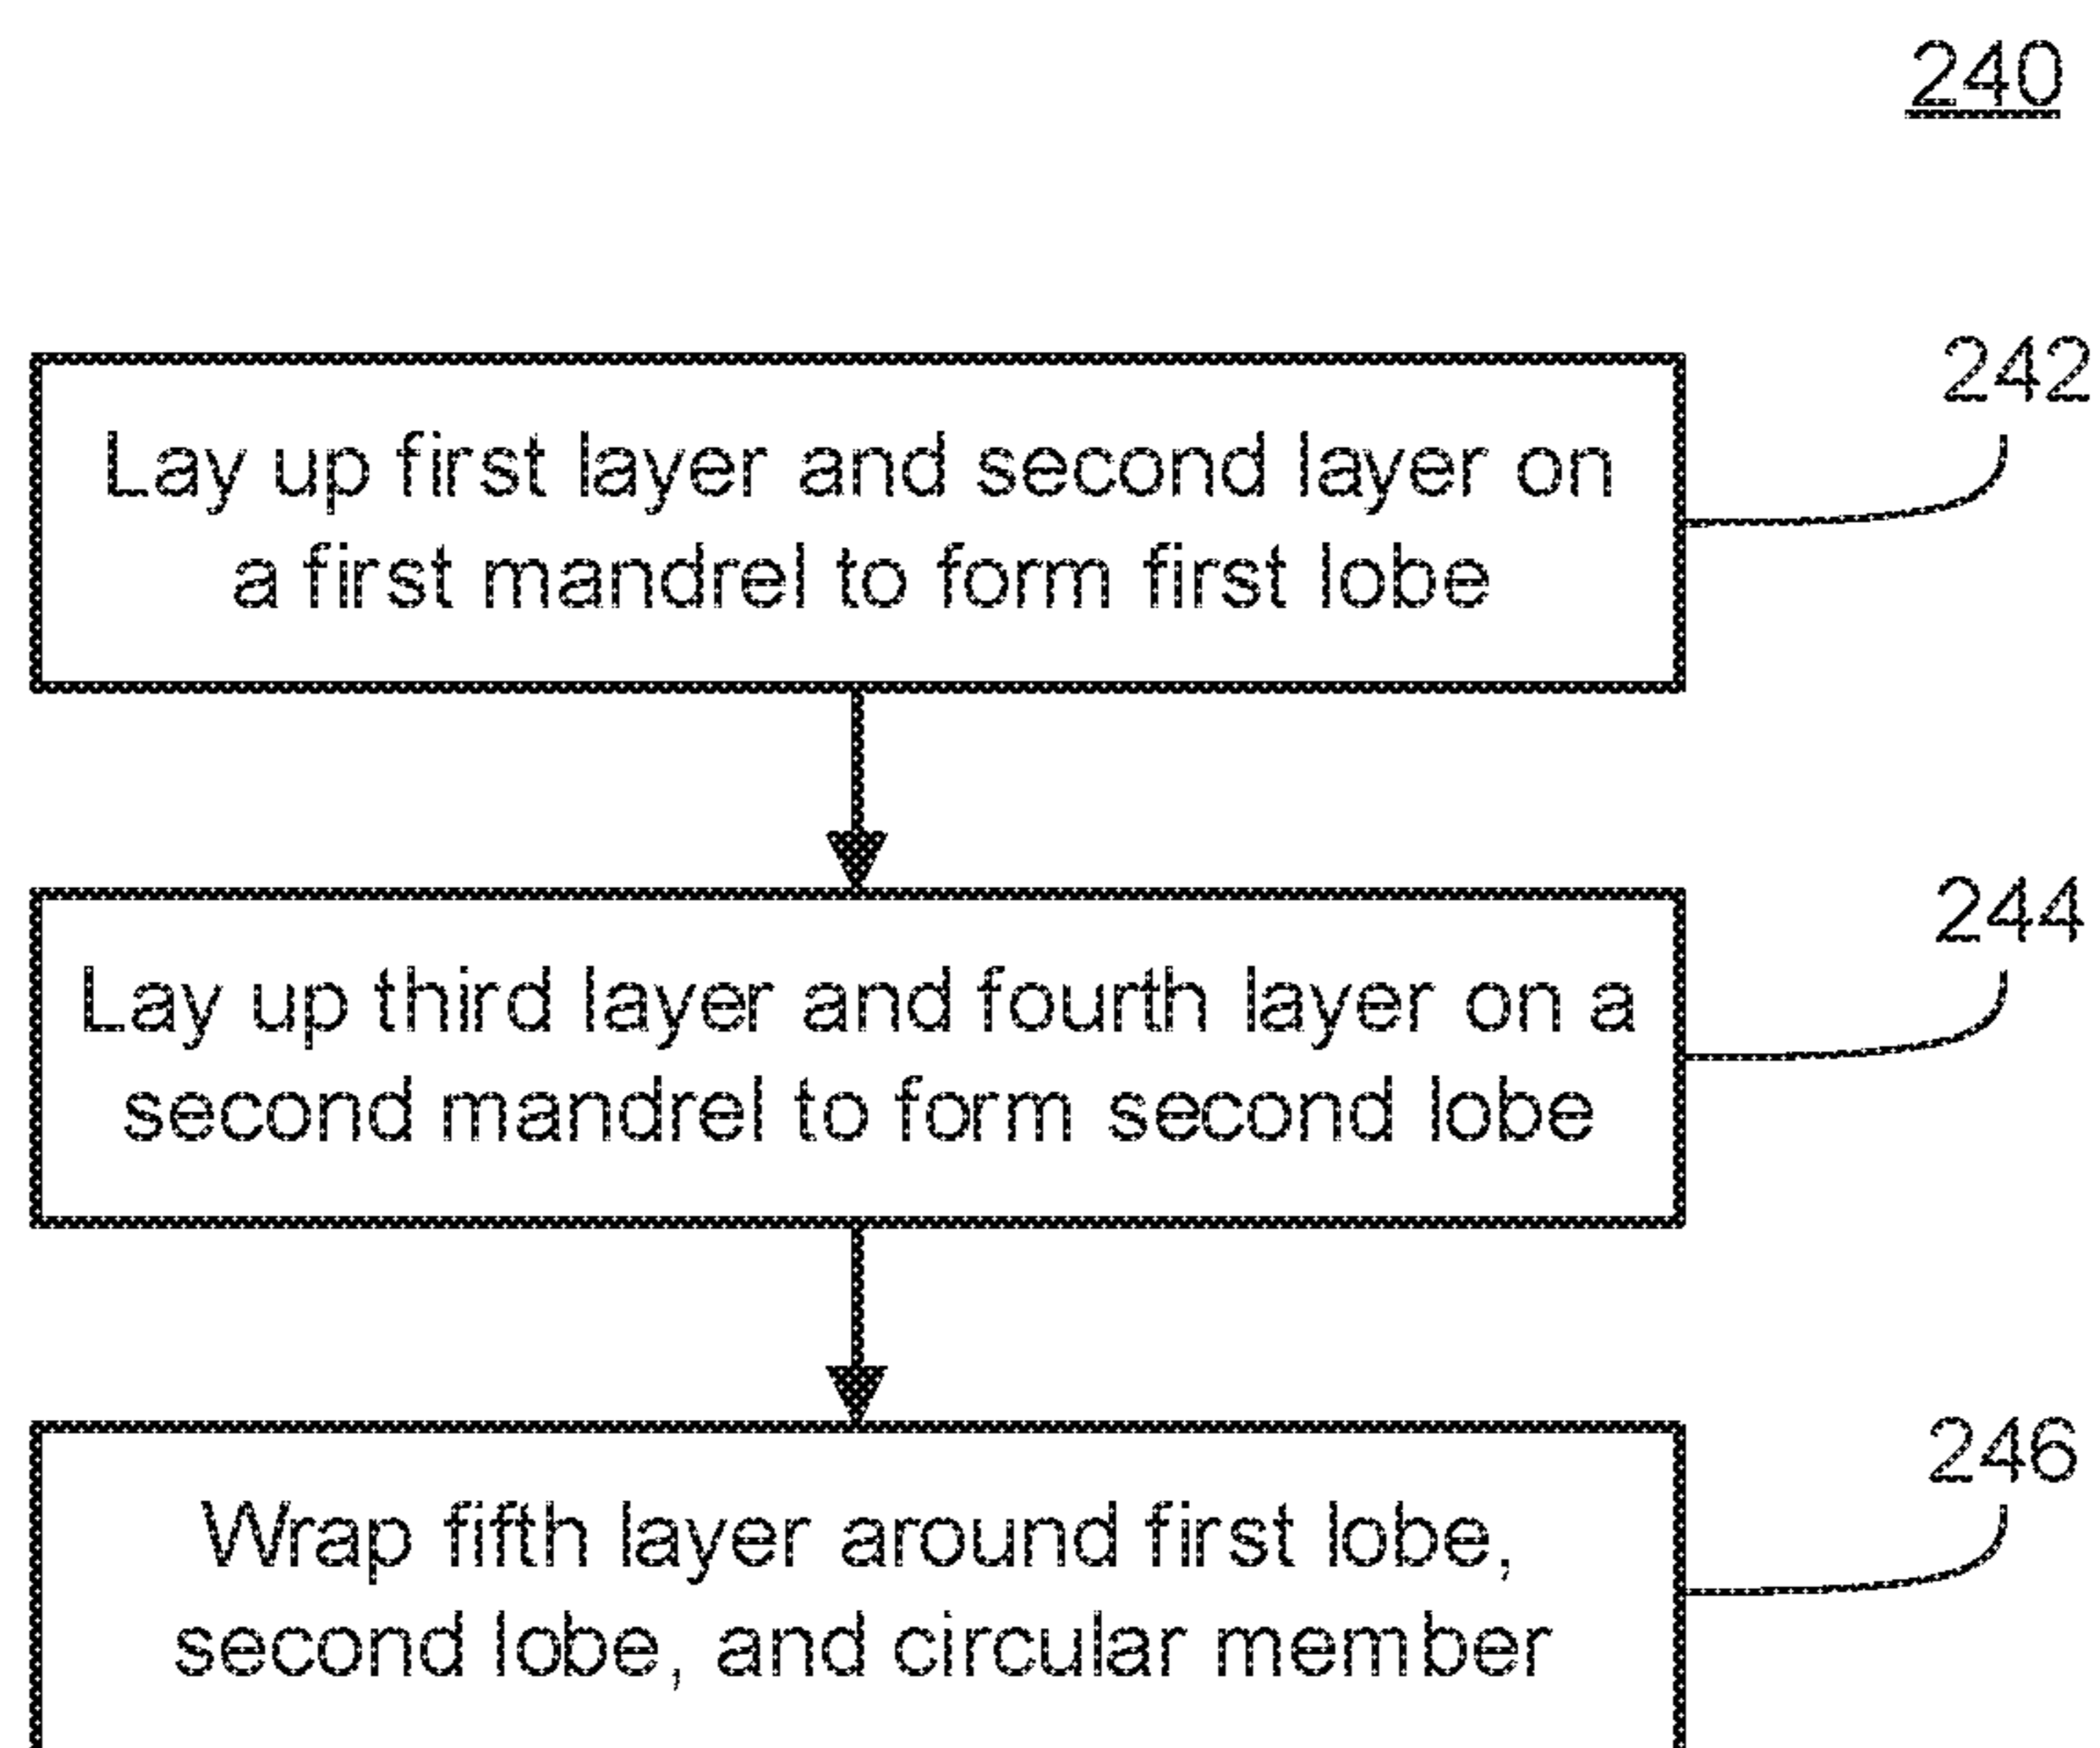 240
242
Lay up first layer and second layer on
a first mandrel to form first lobe
244
Lay up third layer and fourth layer on a
second mandrel to form second lobe
246
Wrap fifth layer around first lobe,
second lobe, and circular member